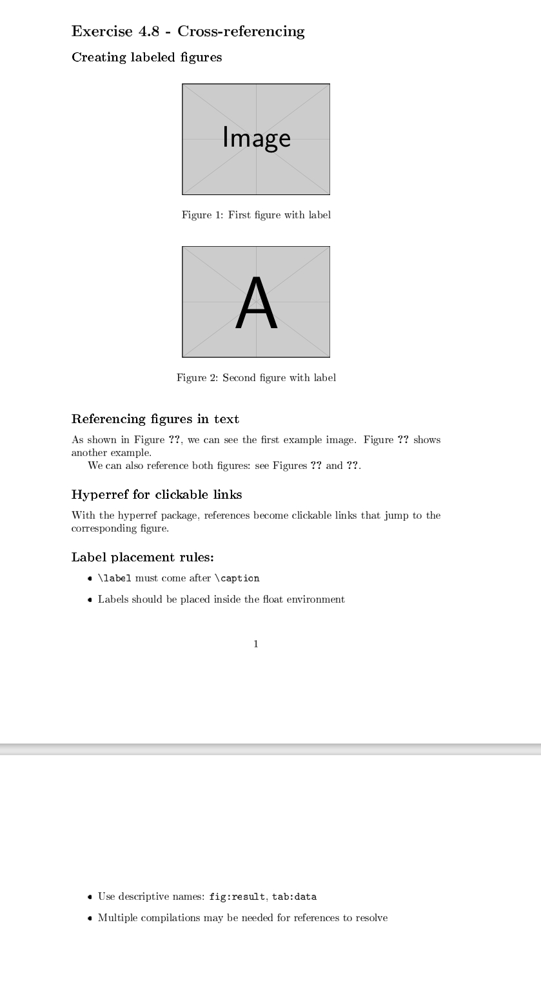 Exercise 4.8 - Cross-referencing
Creating labeled figures
Image
Figure 1: First figure with label
A
Figure 2: Second figure with label
Referencing figures in text
As shown in Figure ??, we can see the first example image. Figure ?? shows
another example.
We can also reference both figures: see Figures ?? and ??.
Hyperref for clickable links
With the hyperref package, references become clickable links that jump to the
corresponding figure.
Label placement rules:
• \label must come after \caption
• Labels should be placed inside the float environment
1
• Use descriptive names: fig:result, tab:data
• Multiple compilations may be needed for references to resolve